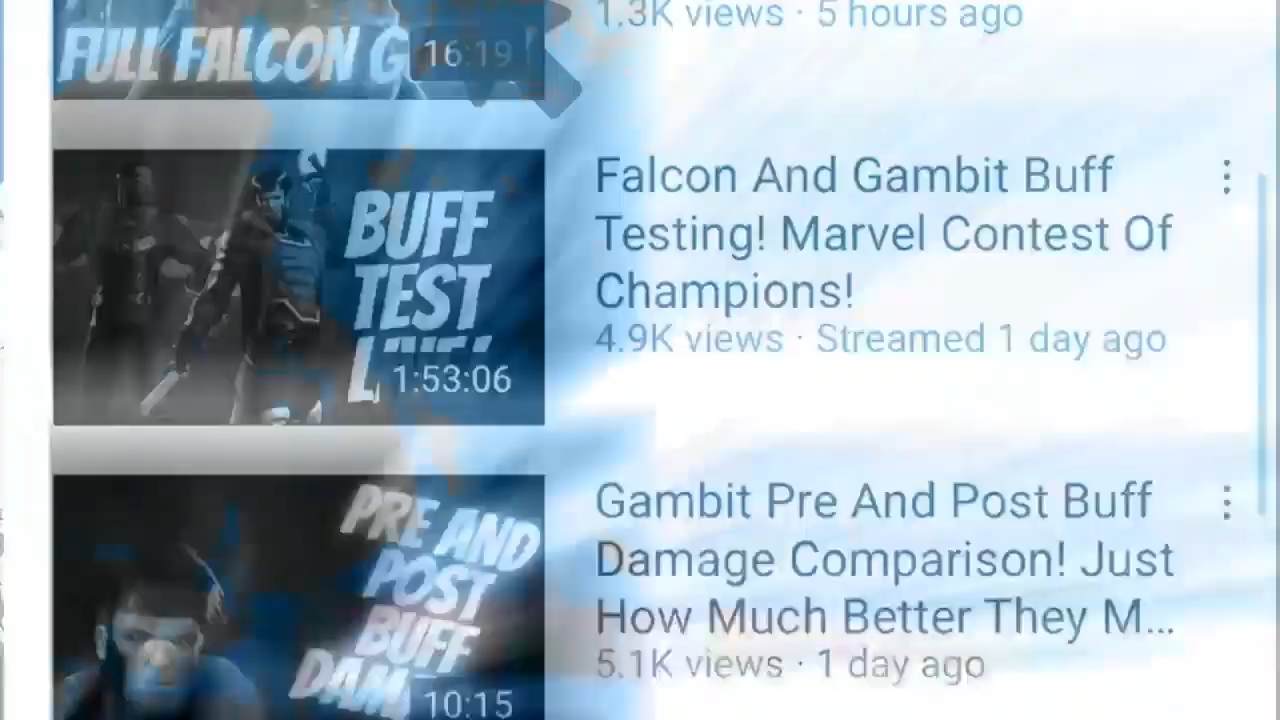 FULL FALCON G
16:19
1.3K views · 5 hours ago
BUFF
TEST
1:53:06
Falcon And Gambit Buff
Testing! Marvel Contest Of
Champions!
4.9K views · Streamed 1 day ago
PRE AND
POST
BUFF
DAM
10:15
Gambit Pre And Post Buff
Damage Comparison! Just
How Much Better They M...
5.1K views · 1 day ago